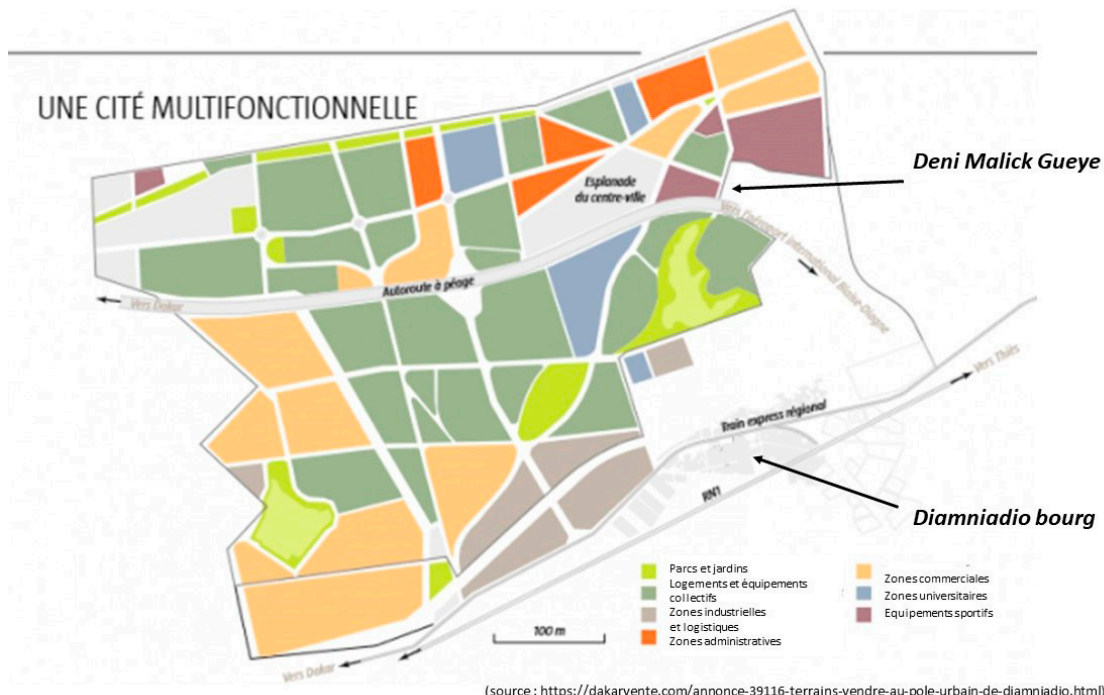 UNE CITÉ MULTIFONCTIONNELLE
Deni Malick Gueye
Esplanade
du centre-ville
Vers l'aéroport international Blaise-Diagne
Autoroute à péage
Vers Dakar
Vers Thiès
Train express régional
RN1
Diamniadio bourg
Parcs et jardins
Logements et équipements
collectifs
Zones industrielles
et logistiques
Zones administratives
Zones commerciales
Zones universitaires
Equipements sportifs
100 m
Vers Dakar
(source : https://dakarvente.com/annonce-39116-terrains-vendre-au-pole-urbain-de-diamniadio.html)